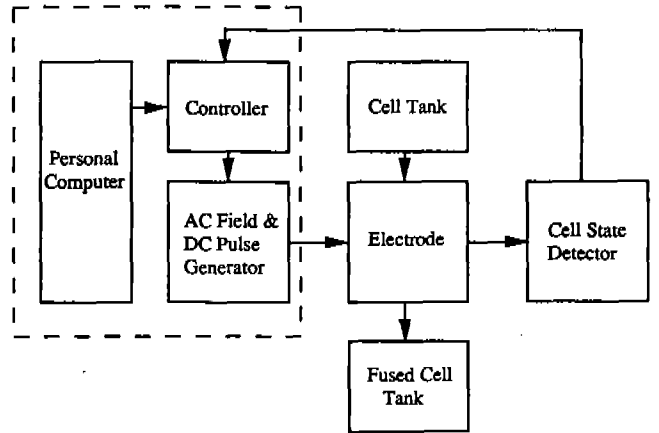 Personal
Computer
Controller
AC Field &
DC Pulse
Generator
Cell Tank
Electrode
Fused Cell
Tank
Cell State
Detector